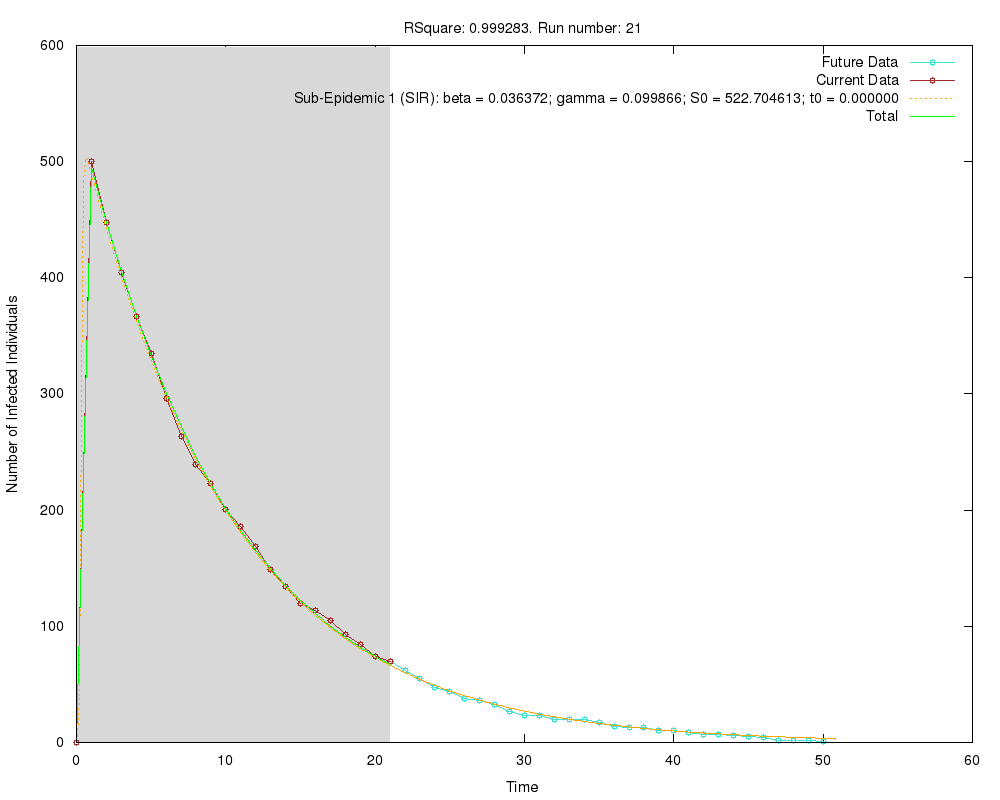 RSquare: 0.999283. Run number: 21
600
500
400
300
200
100
0
Number of Infected Individuals
Future Data
Current Data
Sub-Epidemic 1 (SIR): beta = 0.036372; gamma = 0.099866; S0 = 522.704613; t0 = 0.000000
Total
0 10 20 30 40 50 60
Time